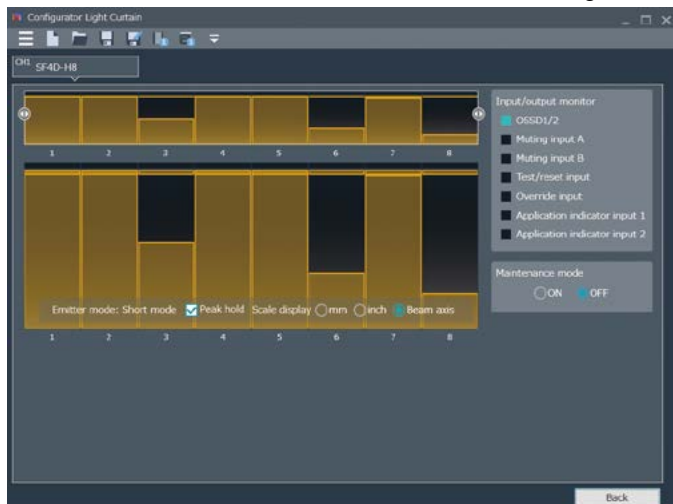 Configurator Light Curtain
CH1 SF4D-H8
1 2 3 4 5 6 7 8
Emitter mode: Short mode Peak hold Scale display mm inch Beam axis
1 2 3 4 5 6 7 8
Input/output monitor
OSSD1/2
Muting input A
Muting input B
Test/reset input
Override input
Application indicator input 1
Application indicator input 2
Maintenance mode
ON OFF
Back